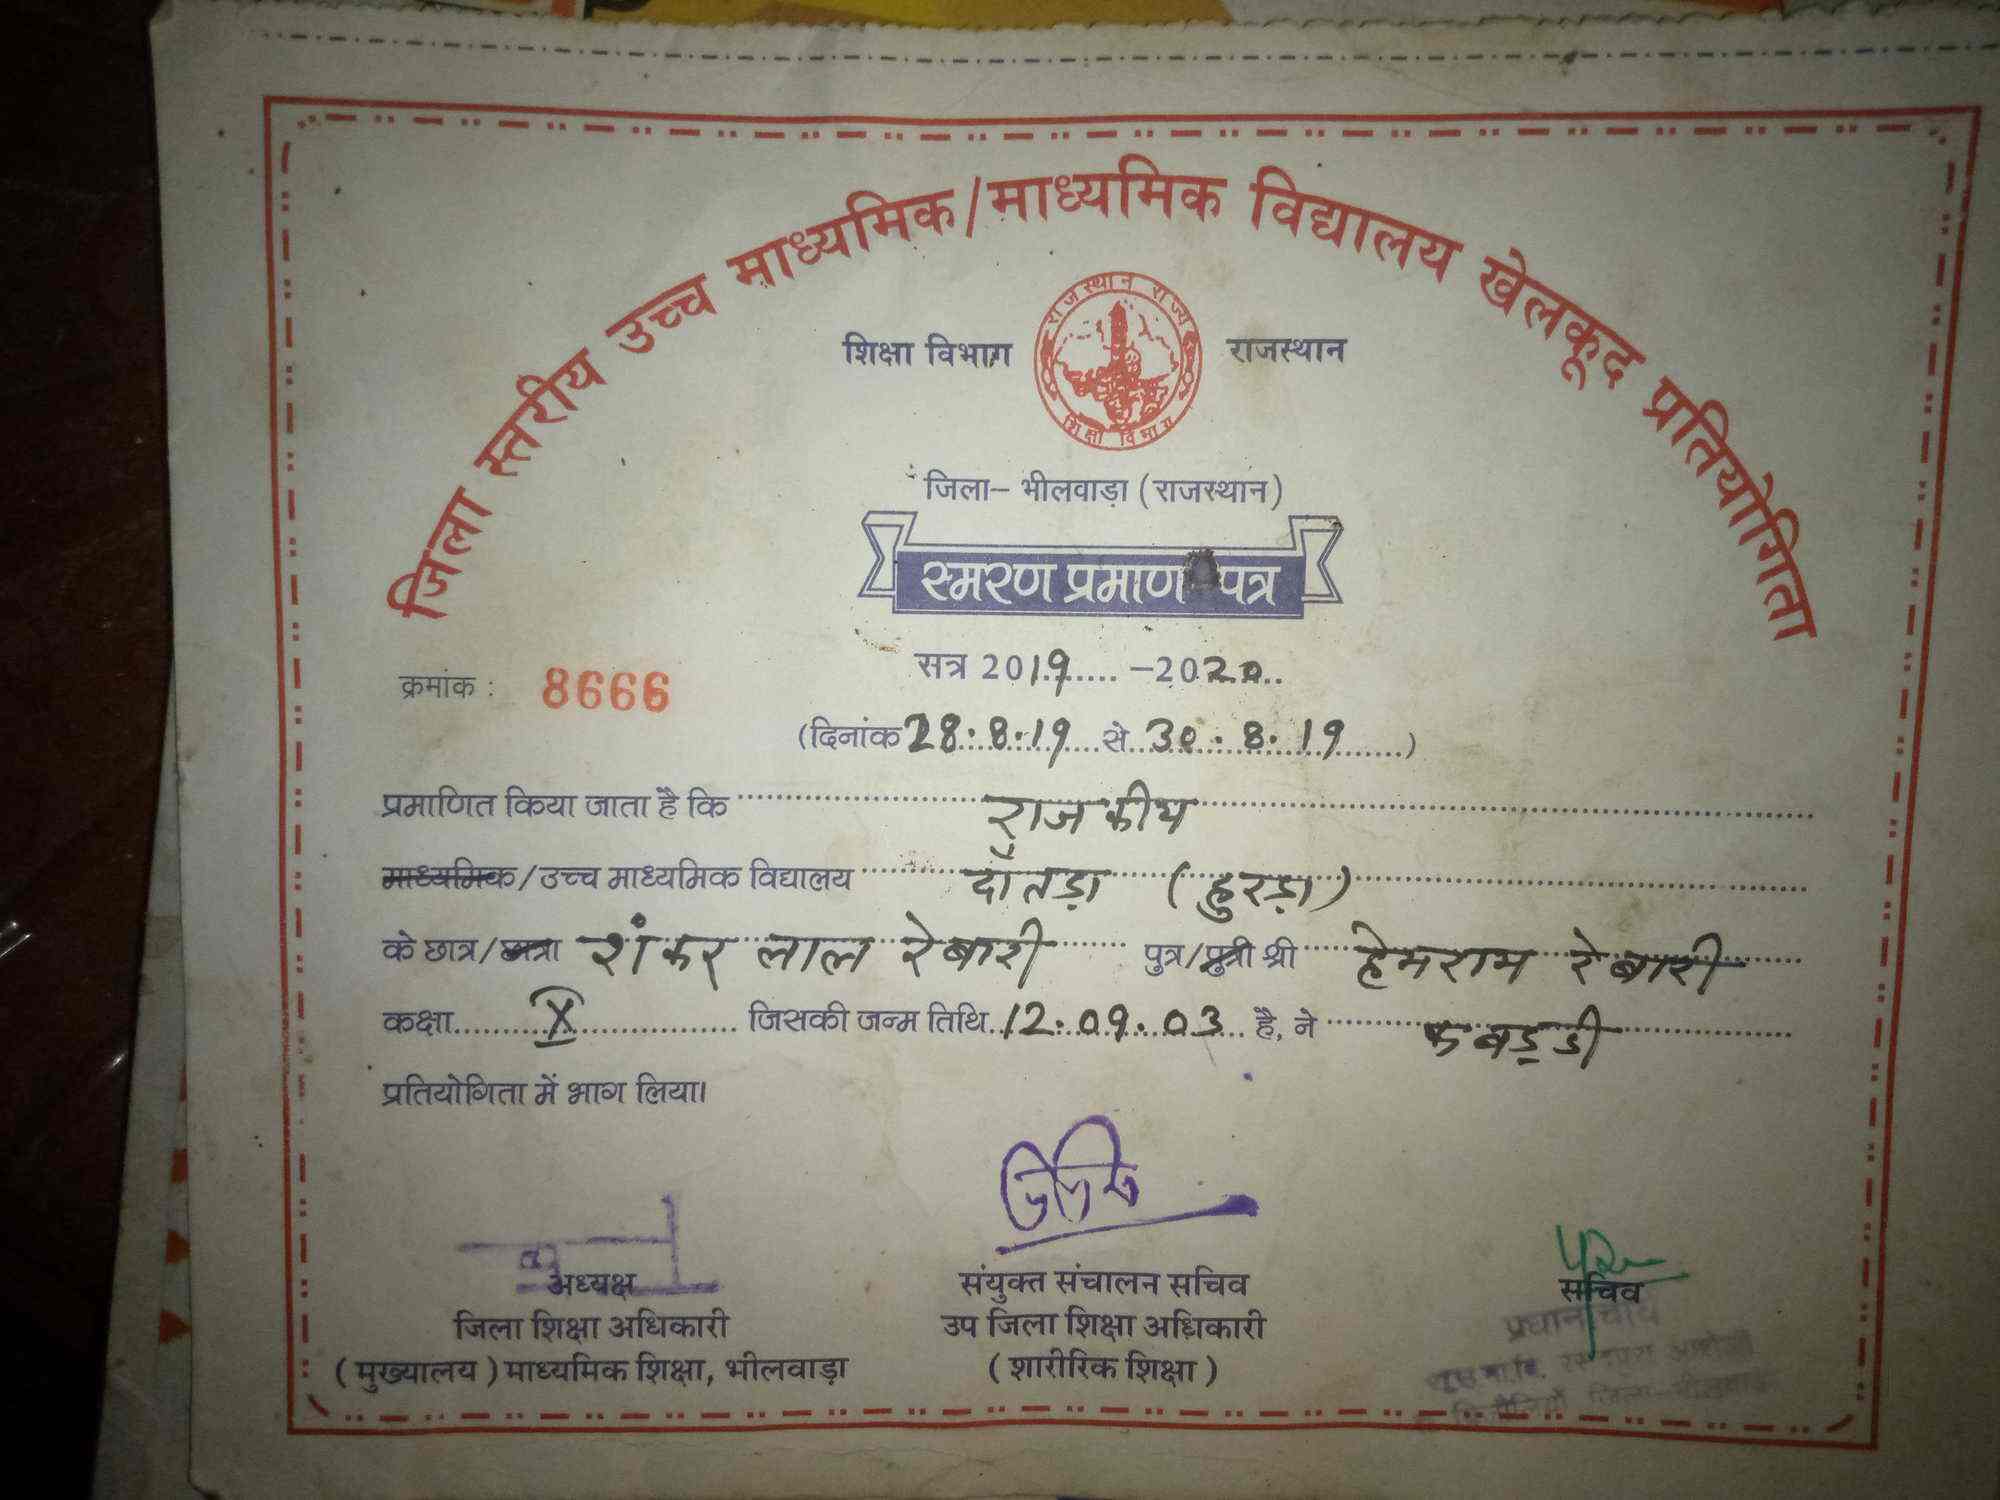 जिला स्तरीय उच्च माध्यमिक/माध्यमिक विद्यालय खेलकूद प्रतियोगिता
राजस्थान राज्य
शिक्षा विभाग राजस्थान
शिक्षा विभाग
जिला– भीलवाड़ा (राजस्थान)
स्मरण प्रमाण पत्र
सत्र 2019...... –2020..
क्रमांक : 8666
(दिनांक 28.8.19 से 30.8.19)
प्रमाणित किया जाता है कि राजकीय
माध्यमिक/उच्च माध्यमिक विद्यालय दाँतड़ा (हुरड़ा)
के छात्र/छात्रा शंकर लाल रेबारी पुत्र/पुत्री श्री हेमराम रेबारी
कक्षा X जिसकी जन्म तिथि 12.09.03 है, ने कबड्डी
प्रतियोगिता में भाग लिया।
अध्यक्ष
जिला शिक्षा अधिकारी
(मुख्यालय) माध्यमिक शिक्षा, भीलवाड़ा
संयुक्त संचालन सचिव
उप जिला शिक्षा अधिकारी
(शारीरिक शिक्षा)
सचिव